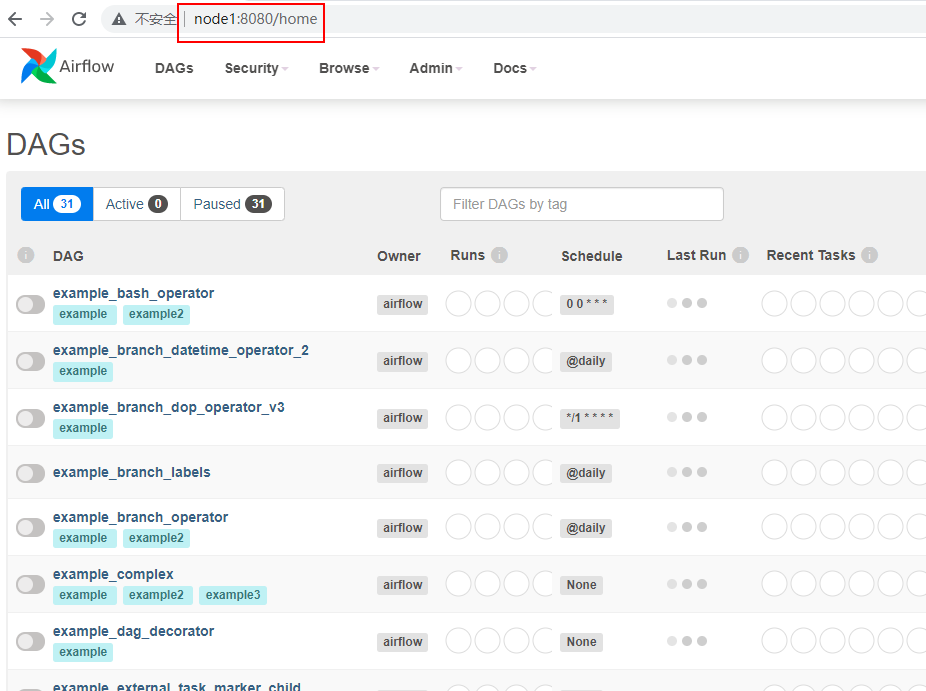 不安全 node1:8080/home
Airflow DAGs Security Browse Admin Docs
DAGs
All 31 Active 0 Paused 31 Filter DAGs by tag
DAG Owner Runs Schedule Last Run Recent Tasks
example_bash_operator
example example2 airflow 0 0 * * *
example_branch_datetime_operator_2
example airflow @daily
example_branch_dop_operator_v3
example airflow */1 * * * *
example_branch_labels airflow @daily
example_branch_operator
example example2 airflow @daily
example_complex
example example2 example3 airflow None
example_dag_decorator
example airflow None
example_external_task_marker_child